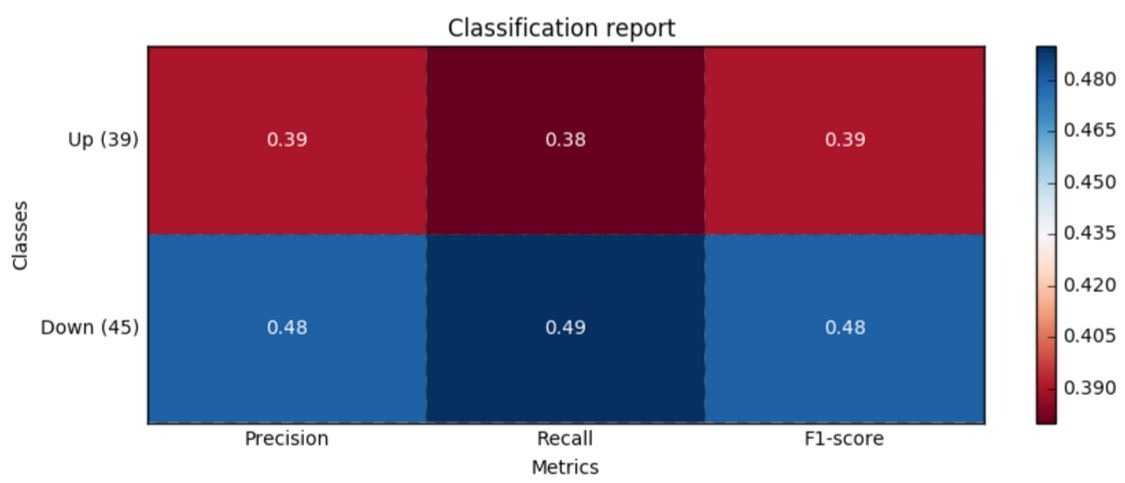 Classification report
Up (39)
0.39 0.38 0.39
Down (45)
0.48 0.49 0.48
Classes
Precision Recall F1-score
Metrics
0.480
0.465
0.450
0.435
0.420
0.405
0.390